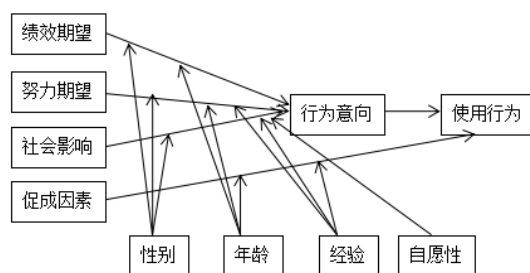 绩效期望
努力期望
社会影响
促成因素
行为意向
使用行为
性别
年龄
经验
自愿性